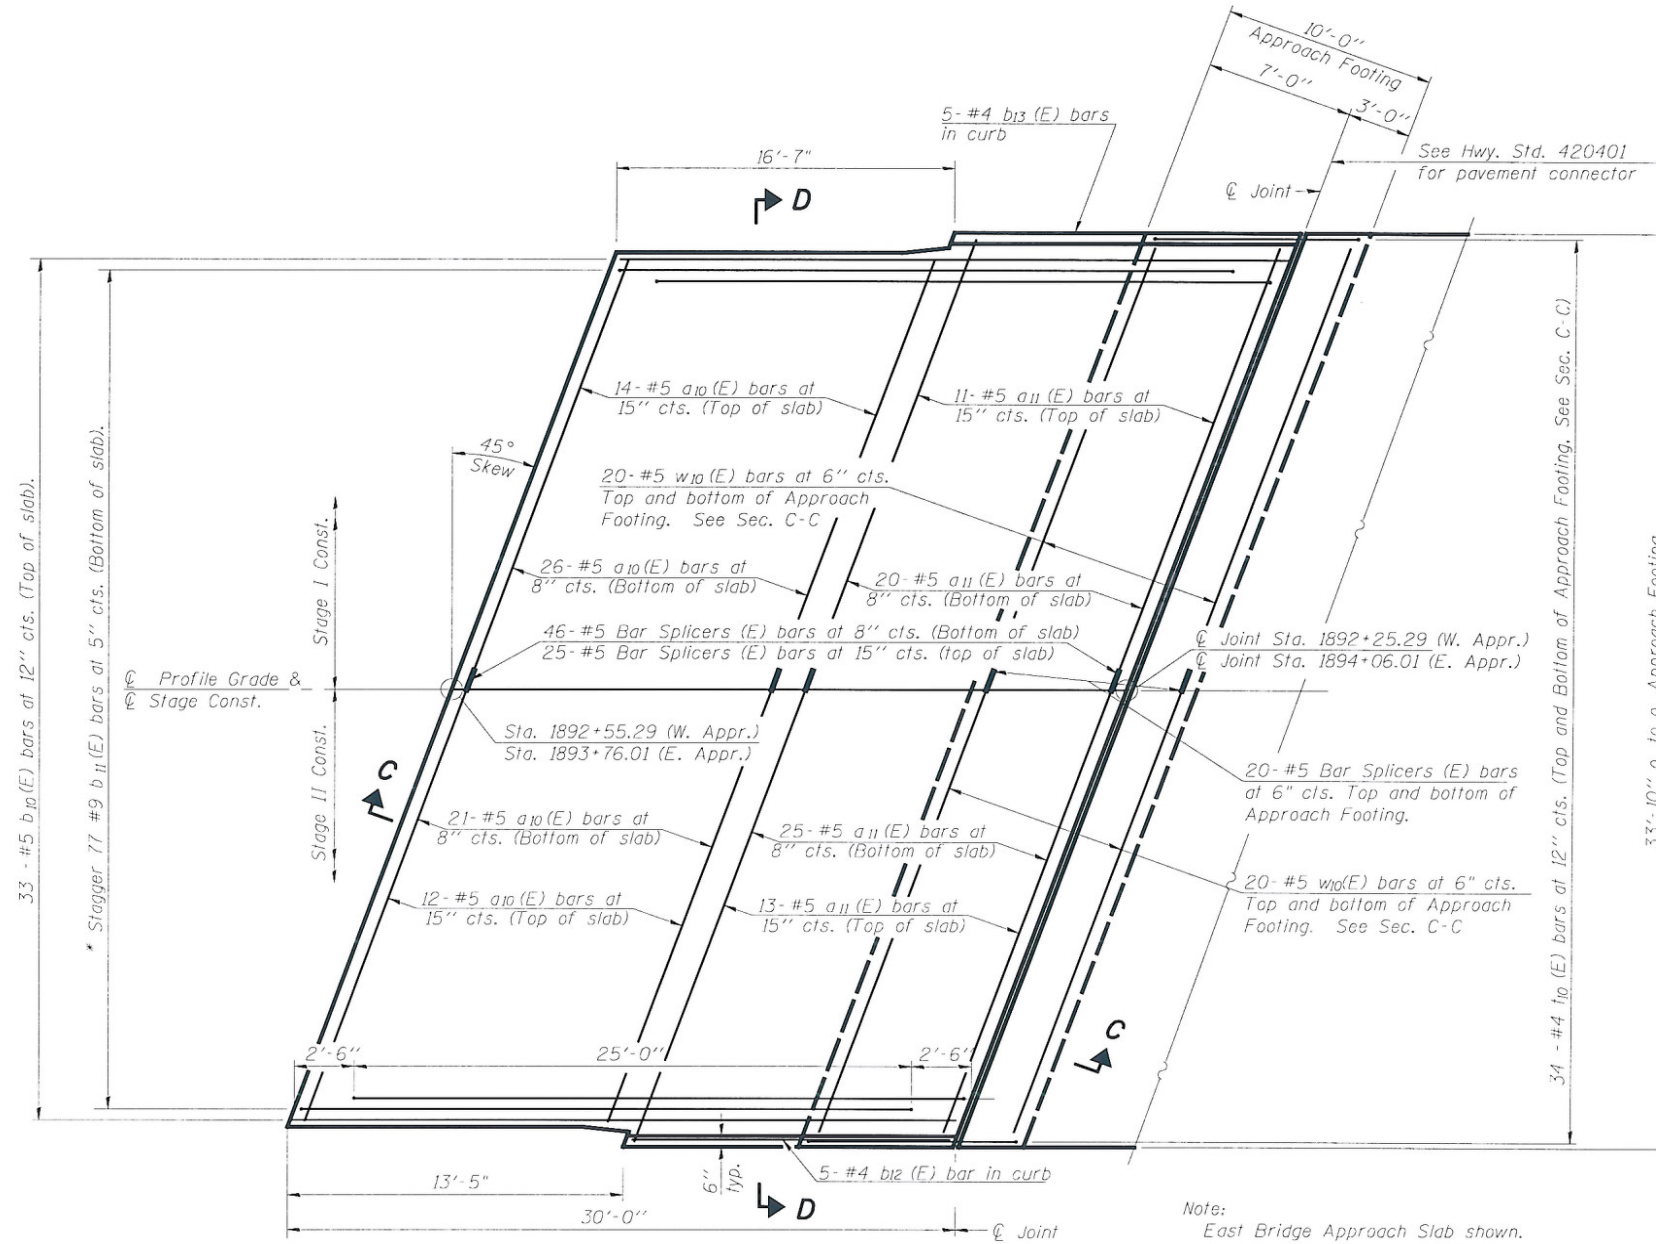 10'-0"
Approach Footing
7'-0"
3'-0"
5- #4 b13 (E) bars
in curb
16'-7"
See Hwy. Std. 420401
for pavement connector
℄ Joint
D
14- #5 a10 (E) bars at
15" cts. (Top of slab)
11- #5 a11 (E) bars at
15" cts. (Top of slab)
45°
Skew
20- #5 w10 (E) bars at 6" cts.
Top and bottom of Approach
Footing. See Sec. C-C
33 - #5 b10 (E) bars at 12" cts. (Top of slab).
* Stagger 77 #9 b11 (E) bars at 5" cts. (Bottom of slab).
Stage I Const.
Stage II Const.
26- #5 a10 (E) bars at
8" cts. (Bottom of slab)
20- #5 a11 (E) bars at
8" cts. (Bottom of slab)
46- #5 Bar Splicers (E) bars at 8" cts. (Bottom of slab)
25- #5 Bar Splicers (E) bars at 15" cts. (top of slab)
℄ Joint Sta. 1892+25.29 (W. Appr.)
℄ Joint Sta. 1894+06.01 (E. Appr.)
℄ Profile Grade &
℄ Stage Const.
Sta. 1892+55.29 (W. Appr.)
Sta. 1893+76.01 (E. Appr.)
C
20- #5 Bar Splicers (E) bars
at 6" cts. Top and bottom of
Approach Footing.
21- #5 a10 (E) bars at
8" cts. (Bottom of slab)
25- #5 a11 (E) bars at
8" cts. (Bottom of slab)
12- #5 a10 (E) bars at
15" cts. (Top of slab)
13- #5 a11 (E) bars at
15" cts. (Top of slab)
20- #5 w10(E) bars at 6" cts.
Top and bottom of Approach
Footing. See Sec. C-C
34 - #4 t10 (E) bars at 12" cts. (Top and Bottom of Approach Footing, See Sec. C-C)
33'-10" o. to o. Approach Footing
C
2'-6"
25'-0"
2'-6"
5- #4 b12 (E) bar in curb
6"
typ.
13'-5"
30'-0"
D
℄ Joint
Note:
East Bridge Approach Slab shown.